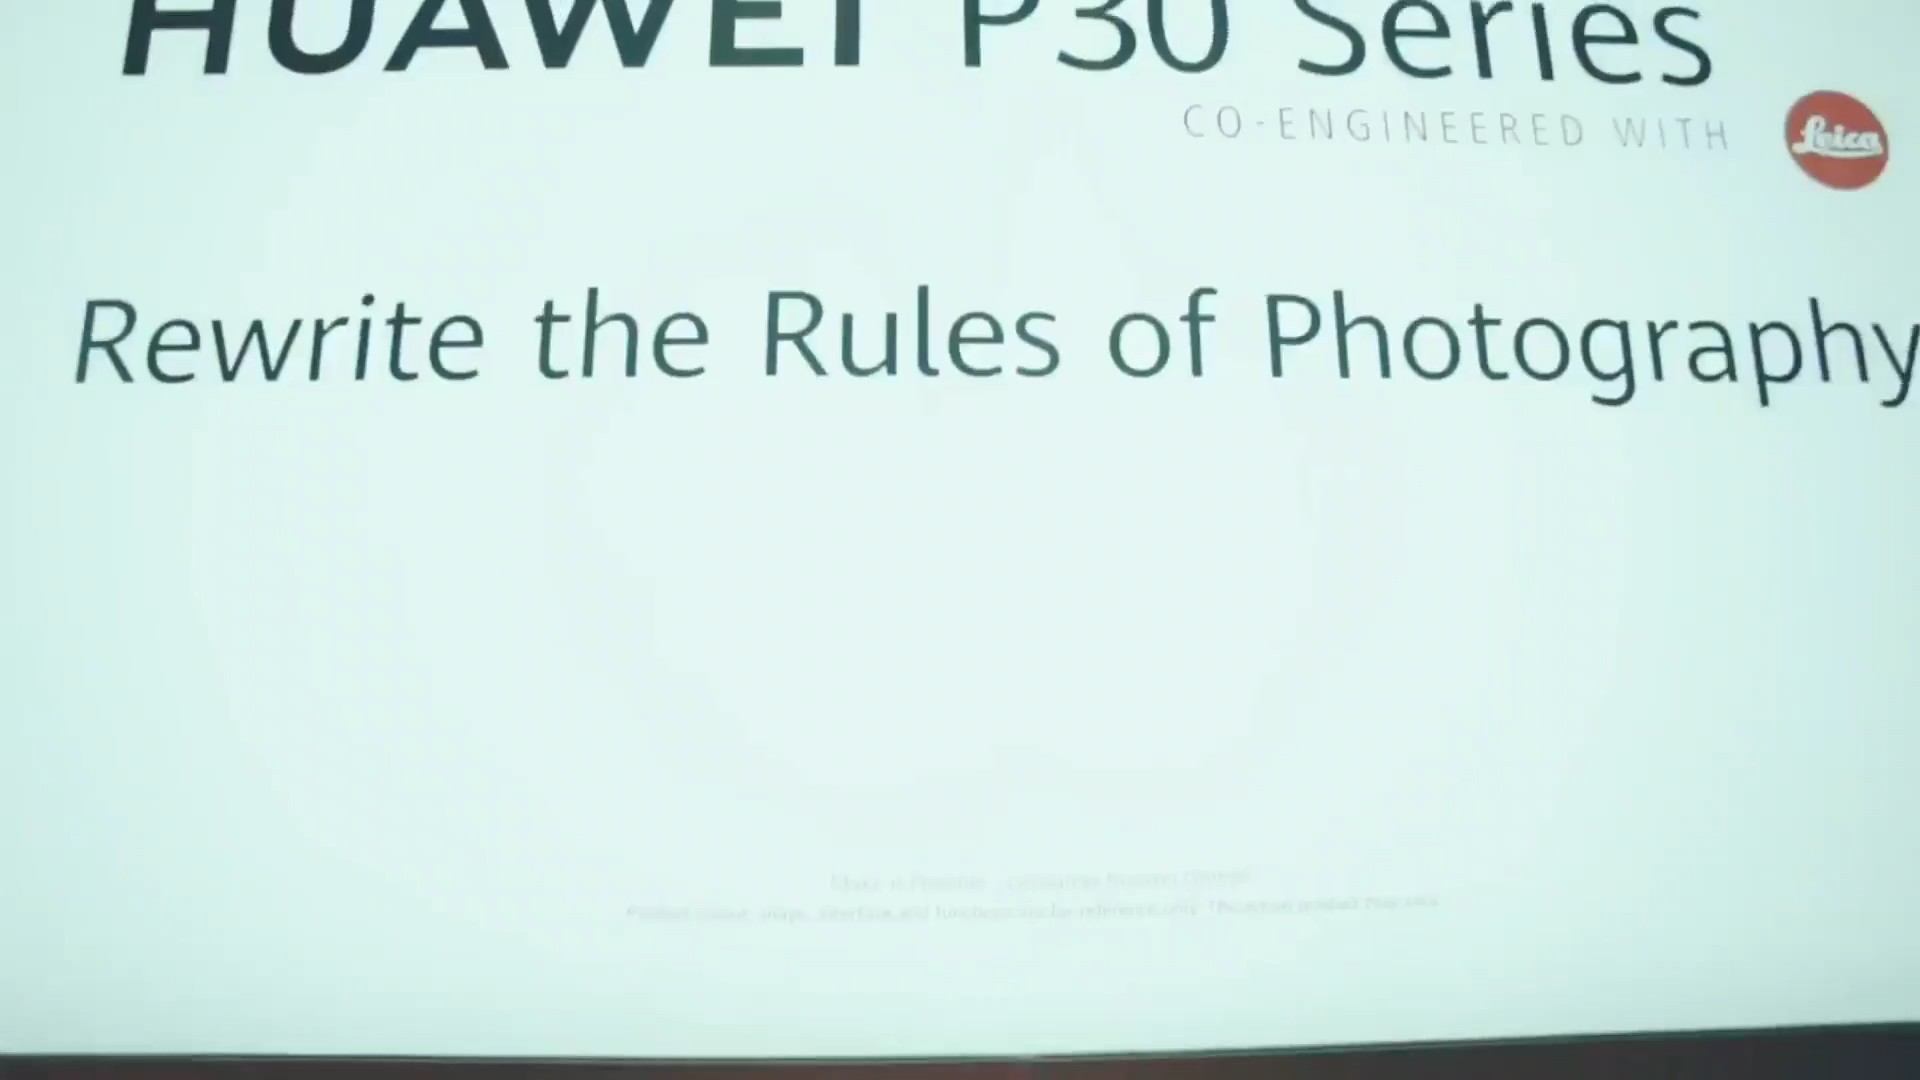 HUAWEI P30 Series
CO-ENGINEERED WITH
Leica
Rewrite the Rules of Photography